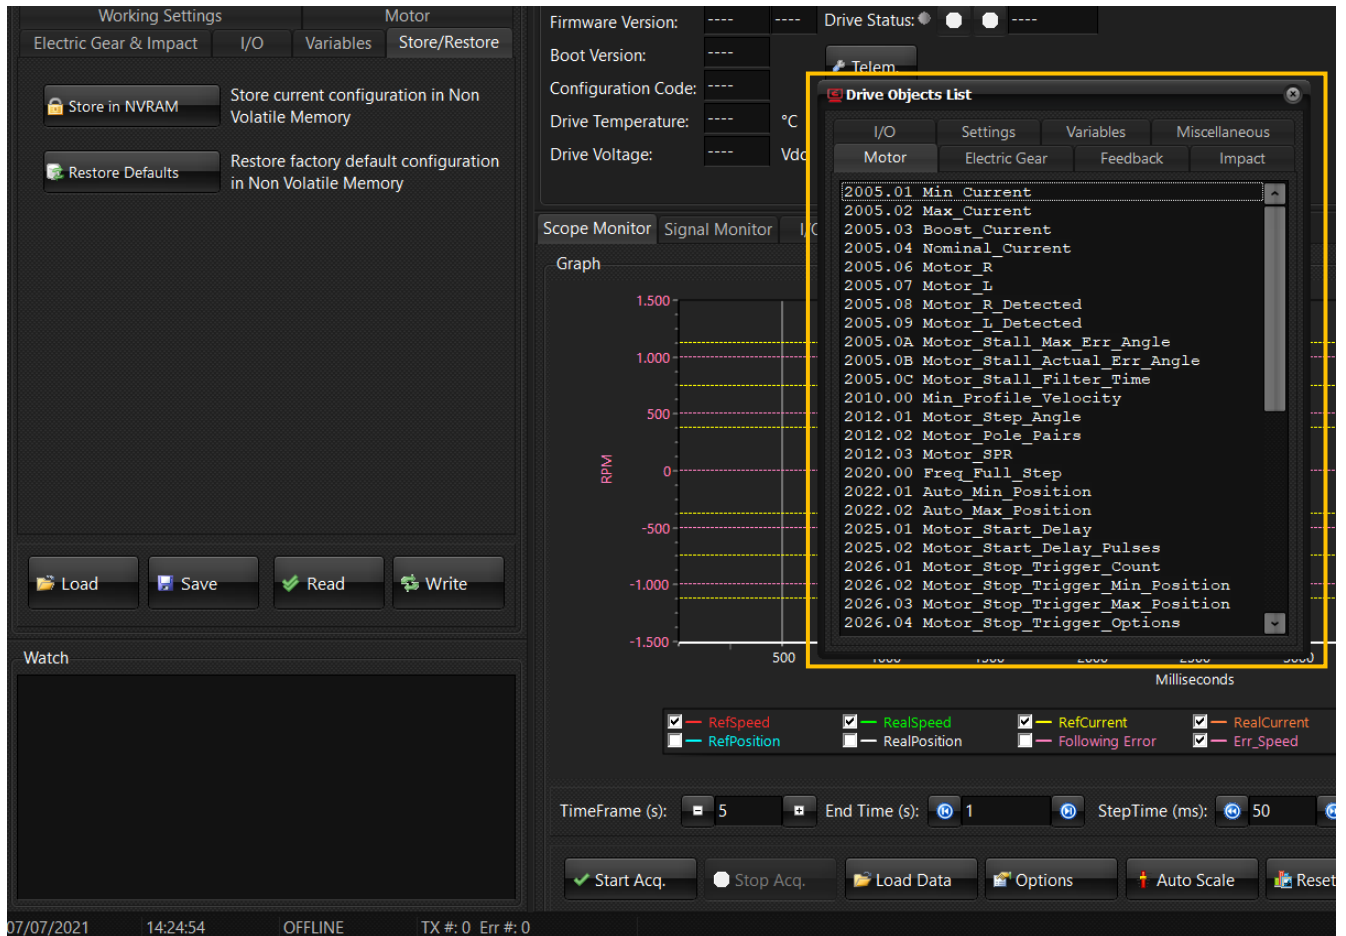 Working Settings Motor
Electric Gear & Impact I/O Variables Store/Restore
Store in NVRAM
Store current configuration in Non
Volatile Memory
Restore Defaults
Restore factory default configuration
in Non Volatile Memory
Load Save Read Write
Watch
Firmware Version: ---- ---- Drive Status: ----
Boot Version: ----
Telem.
Configuration Code: ----
Drive Temperature: ---- °C
Drive Voltage: ---- Vdc
Scope Monitor Signal Monitor I/O
Graph
1.500
1.000
500
0
-500
-1.000
-1.500
RPM
500 1000 1500 2000 2500 3000
Milliseconds
Drive Objects List
I/O Settings Variables Miscellaneous
Motor Electric Gear Feedback Impact
2005.01 Min_Current
2005.02 Max_Current
2005.03 Boost_Current
2005.04 Nominal_Current
2005.06 Motor_R
2005.07 Motor_L
2005.08 Motor_R_Detected
2005.09 Motor_L_Detected
2005.0A Motor_Stall_Max_Err_Angle
2005.0B Motor_Stall_Actual_Err_Angle
2005.0C Motor_Stall_Filter_Time
2010.00 Min_Profile_Velocity
2012.01 Motor_Step_Angle
2012.02 Motor_Pole_Pairs
2012.03 Motor_SPR
2020.00 Freq_Full_Step
2022.01 Auto_Min_Position
2022.02 Auto_Max_Position
2025.01 Motor_Start_Delay
2025.02 Motor_Start_Delay_Pulses
2026.01 Motor_Stop_Trigger_Count
2026.02 Motor_Stop_Trigger_Min_Position
2026.03 Motor_Stop_Trigger_Max_Position
2026.04 Motor_Stop_Trigger_Options
RefSpeed RealSpeed RefCurrent RealCurrent
RefPosition RealPosition Following Error Err_Speed
TimeFrame (s): 5 End Time (s): 1 StepTime (ms): 50
Start Acq. Stop Acq. Load Data Options Auto Scale Reset
07/07/2021 14:24:54 OFFLINE TX #: 0 Err #: 0